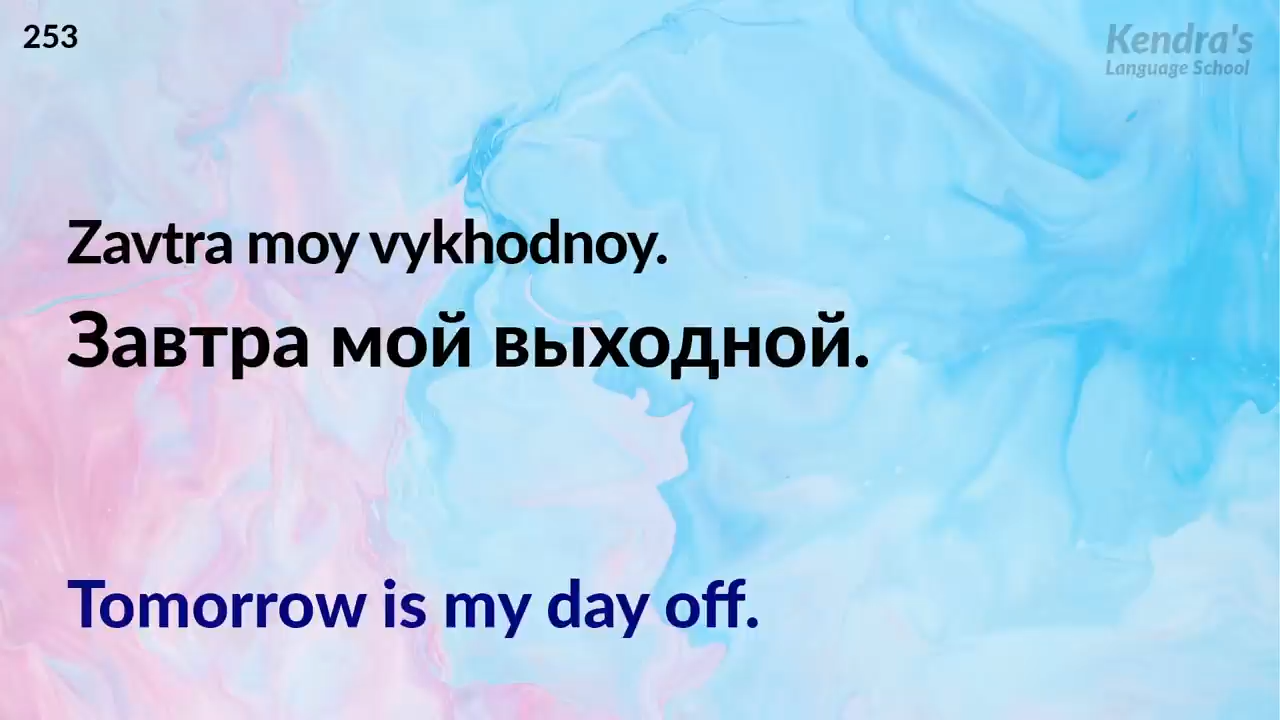 253
Kendra's
Language School
Zavtra moy vykhodnoy.
Завтра мой выходной.
Tomorrow is my day off.